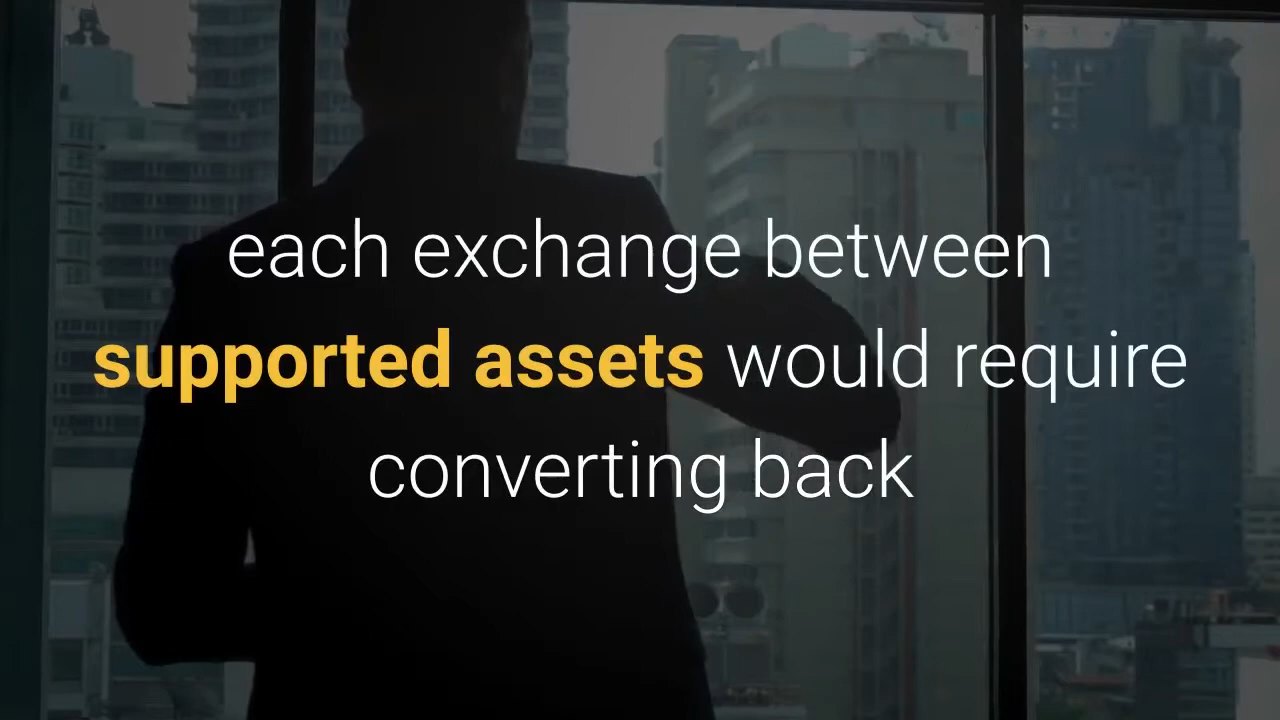 each exchange between
supported assets would require
converting back